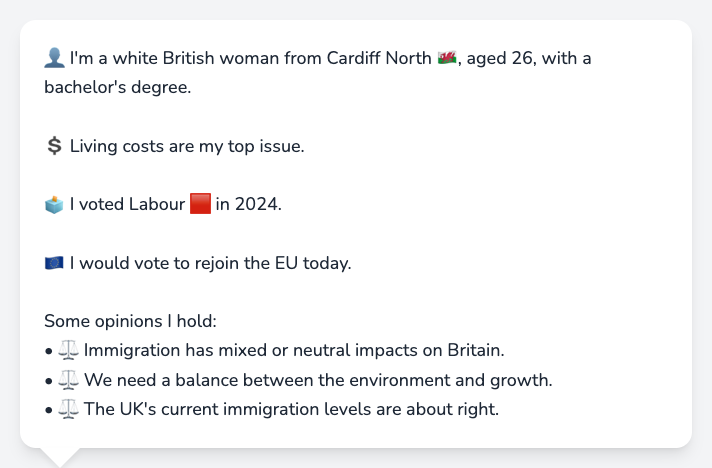 👤 I'm a white British woman from Cardiff North 🏴󠁧󠁢󠁷󠁬󠁳󠁿, aged 26, with a
bachelor's degree.
💲 Living costs are my top issue.
🗳️ I voted Labour 🟥 in 2024.
🇪🇺 I would vote to rejoin the EU today.
Some opinions I hold:
• ⚖️ Immigration has mixed or neutral impacts on Britain.
• ⚖️ We need a balance between the environment and growth.
• ⚖️ The UK's current immigration levels are about right.